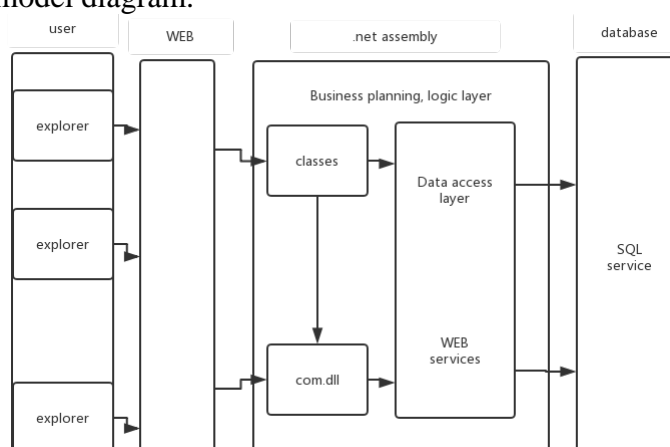 model diagram.
user
WEB
.net assembly
database
Business planning, logic layer
explorer
classes
Data access
layer
explorer
SQL
service
WEB
services
com.dll
explorer